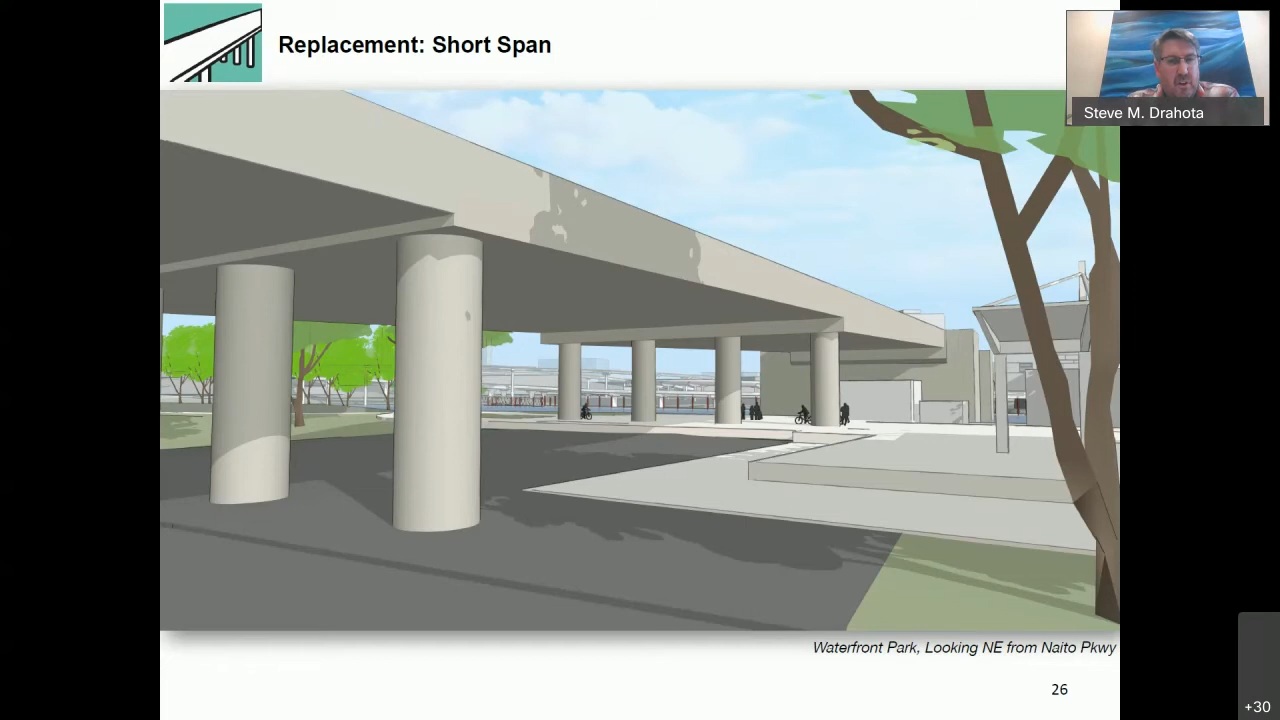 Replacement: Short Span
Steve M. Drahota
Waterfront Park, Looking NE from Naito Pkwy
26
+30